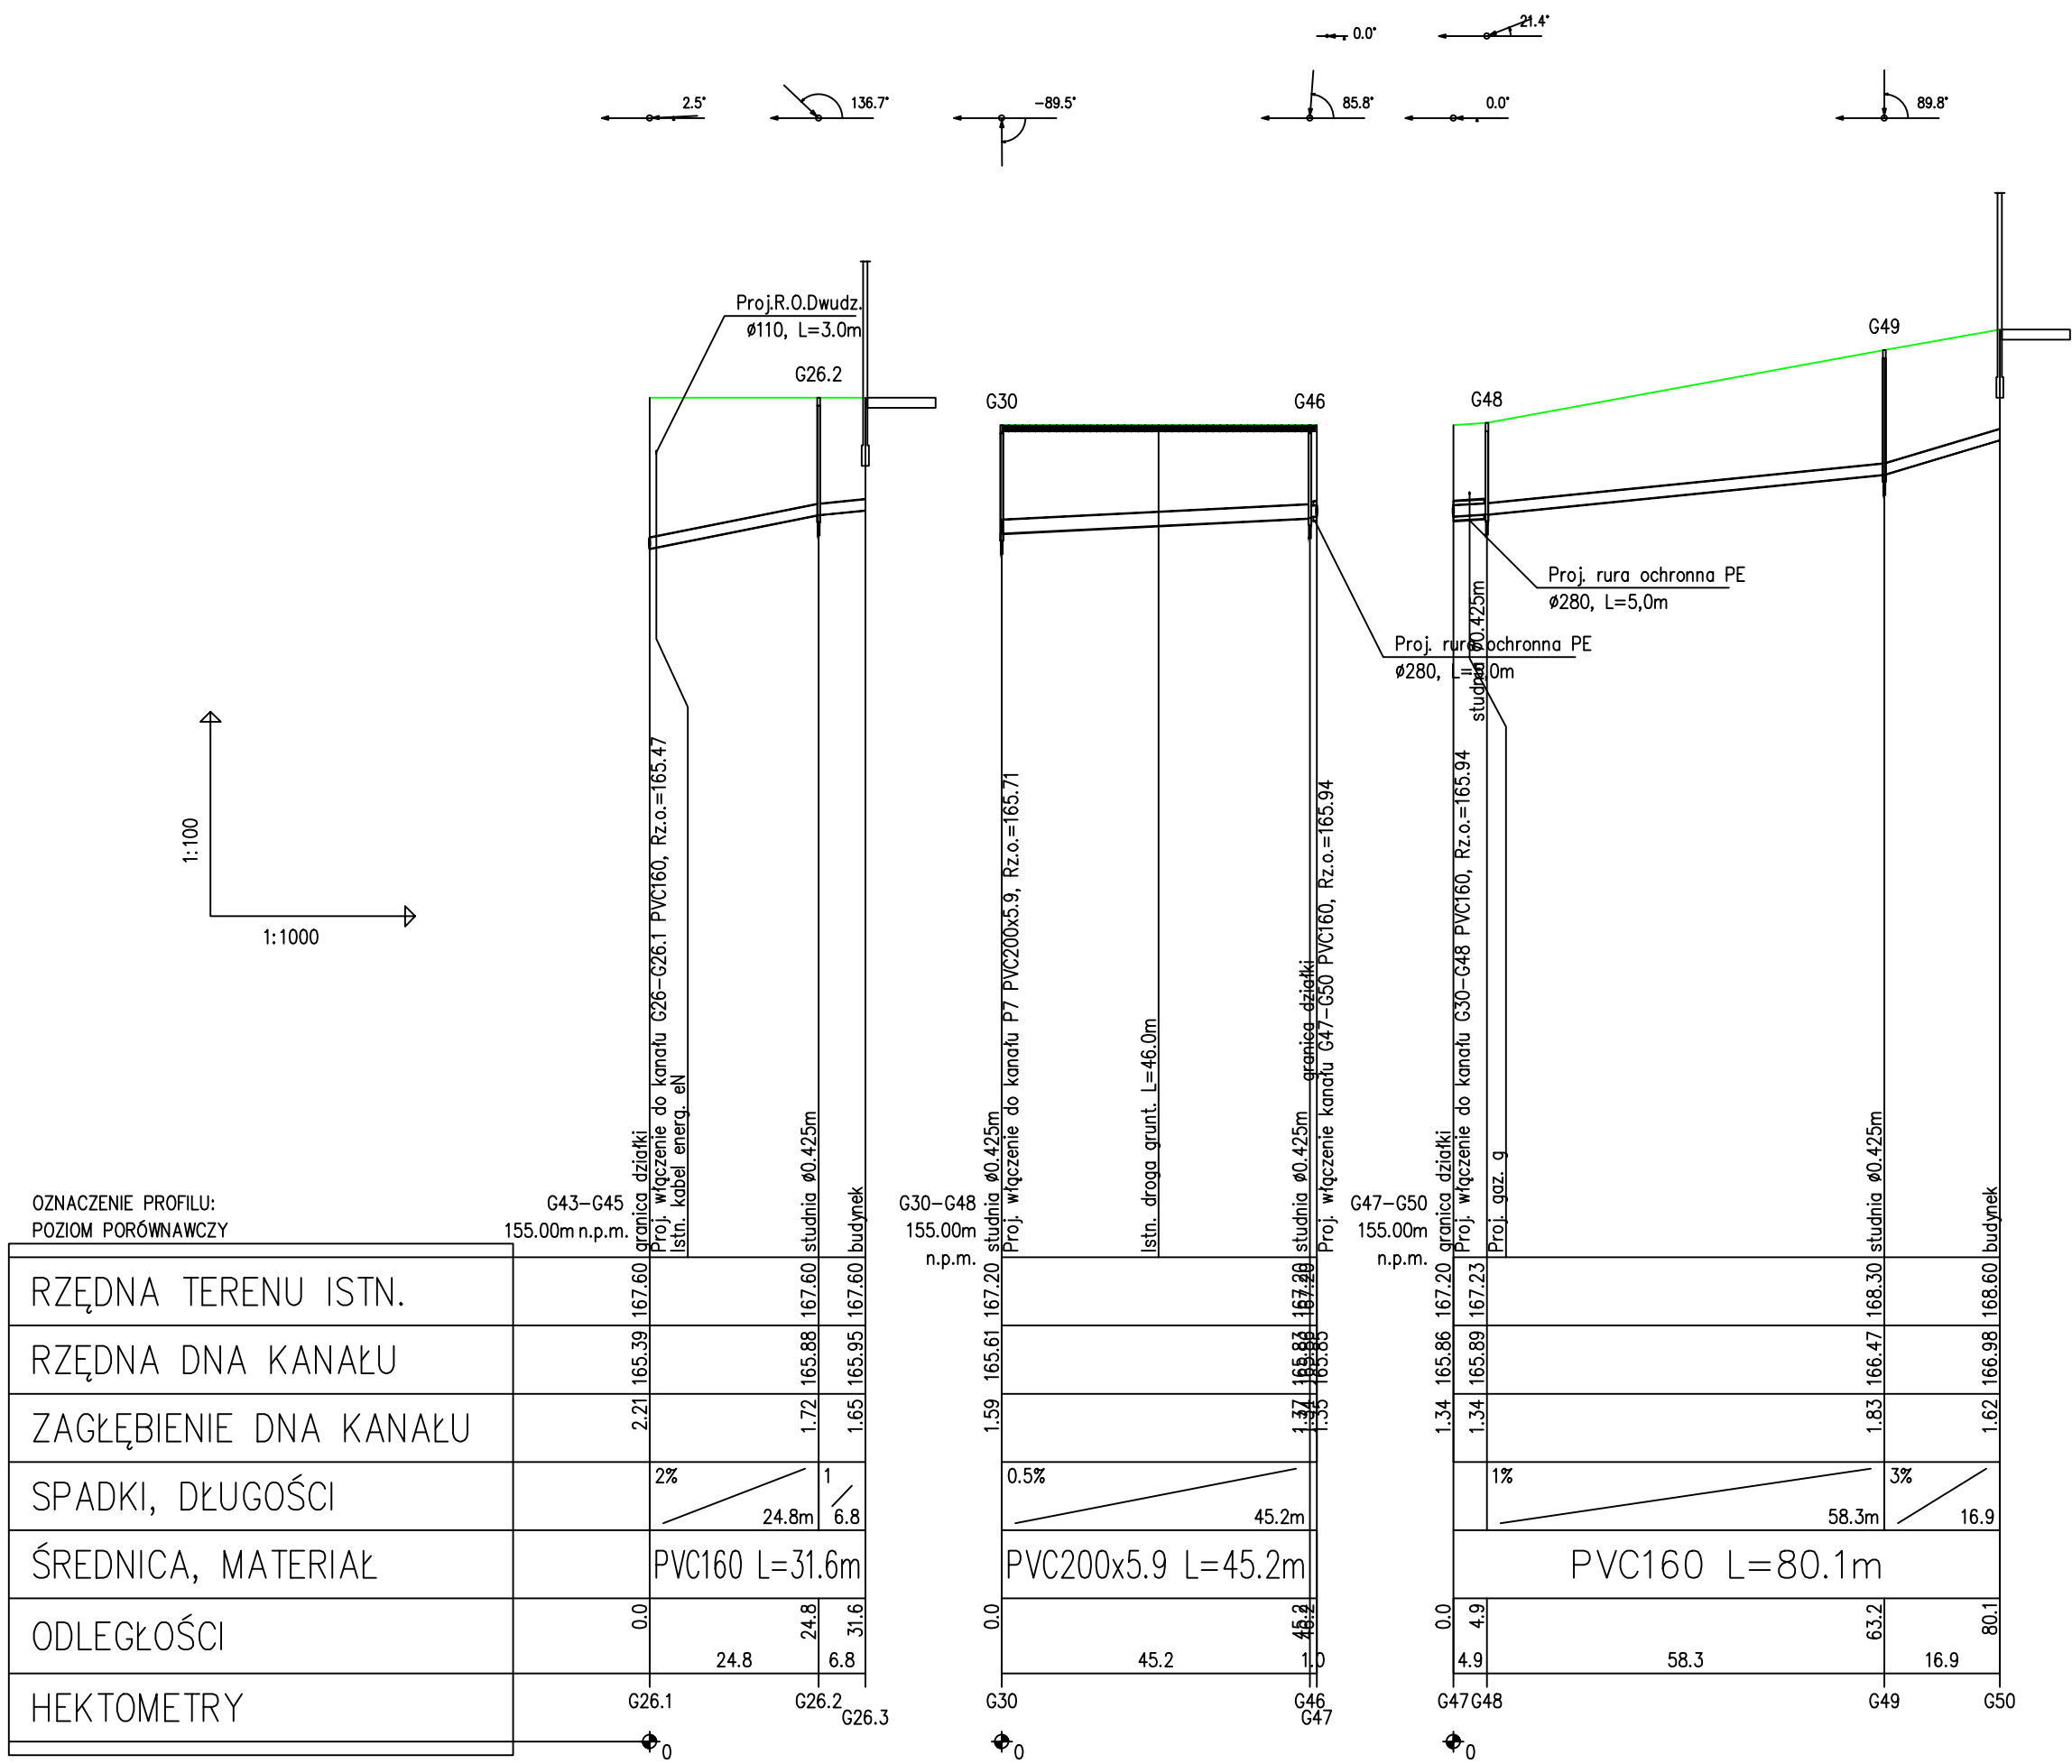 21.4°
0.0°
2.5°
136.7°
-89.5°
85.8°
0.0°
89.8°
Proj.R.O.Dwudz.
ø110, L=3.0m
G26.2
G30
G46
G48
G49
Proj. rura ochronna PE
ø280, L=5,0m
Proj. rura ochronna PE
ø280, L= ,0m
1:100
1:1000
granica działki
Proj. włączenie do kanału G26-G26.1 PVC160, Rz.o.=165.47
Istn. kabel energ. eN
studnia ø0.425m
budynek
studnia ø0.425m
Proj. włączenie do kanału P7 PVC200x5.9, Rz.o.=165.71
Istn. droga grunt. L=46.0m
studnia ø0.425m
granica działki
Proj. włączenie kanału G47-G50 PVC160, Rz.o.=165.94
granica działki
Proj. włączenie do kanału G30-G48 PVC160, Rz.o.=165.94
studnia ø0.425m
Proj. gaz. g
studnia ø0.425m
budynek
OZNACZENIE PROFILU:
POZIOM PORÓWNAWCZY
G43-G45
155.00m n.p.m.
G30-G48
155.00m
n.p.m.
G47-G50
155.00m
n.p.m.
RZĘDNA TERENU ISTN.
167.60 167.60 167.60 167.20 167.20 167.20 167.23 168.30 168.60
RZĘDNA DNA KANAŁU
165.39 165.88 165.95 165.61 165.83 165.85 165.86 165.89 166.47 166.98
ZAGŁĘBIENIE DNA KANAŁU
2.21 1.72 1.65 1.59 1.37 1.35 1.34 1.34 1.83 1.62
SPADKI, DŁUGOŚCI
2% 1 0.5% 1% 3%
24.8m 6.8 45.2m 58.3m 16.9
ŚREDNICA, MATERIAŁ
PVC160 L=31.6m PVC200x5.9 L=45.2m PVC160 L=80.1m
ODLEGŁOŚCI
0.0 24.8 31.6 0.0 45.2 46.2 0.0 4.9 63.2 80.1
24.8 6.8 45.2 1.0 4.9 58.3 16.9
HEKTOMETRY
G26.1 G26.2 G30 G46 G47 G48 G49 G50
G26.3 G47
0 0 0